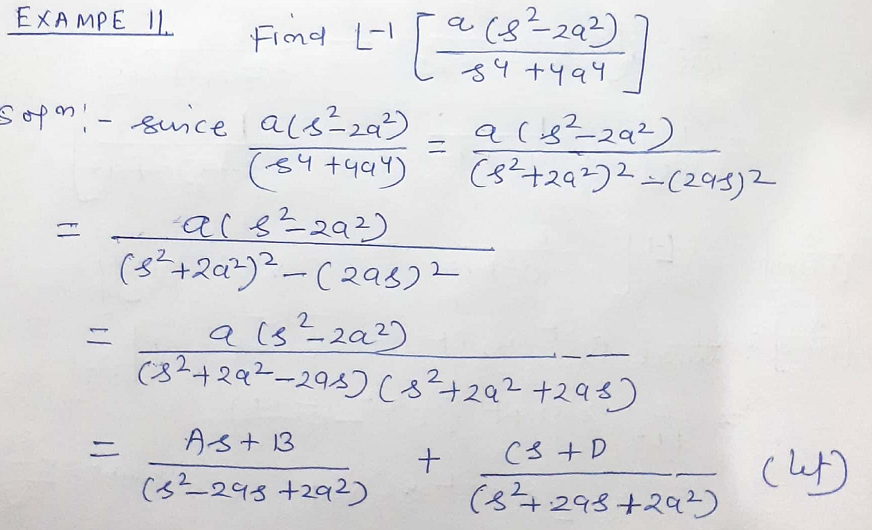 EXAMPE 11. Find L-1 [ a (s²-2a²) / s4 +4a4 ]
Soln:- since a(s²-2a²) / (s4 +4a4) = a (s²-2a²) / (s²+2a²)2 -(2as)2
= a( s²-2a²) / (s²+2a²)² - (2as)2
= a (s²-2a²) / (s²+2a²-2as) (s²+2a²+2as)
= As + B / (s²-2as +2a²) + Cs + D / (s²+ 2as +2a²) (let)